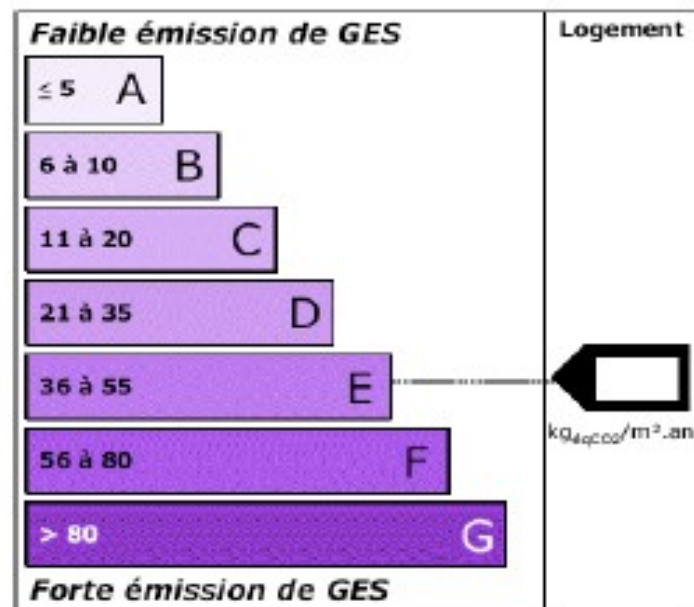 Faible émission de GES
Logement
≤ 5 A
6 à 10 B
11 à 20 C
21 à 35 D
36 à 55 E
kgéqCO2/m².an
56 à 80 F
> 80 G
Forte émission de GES